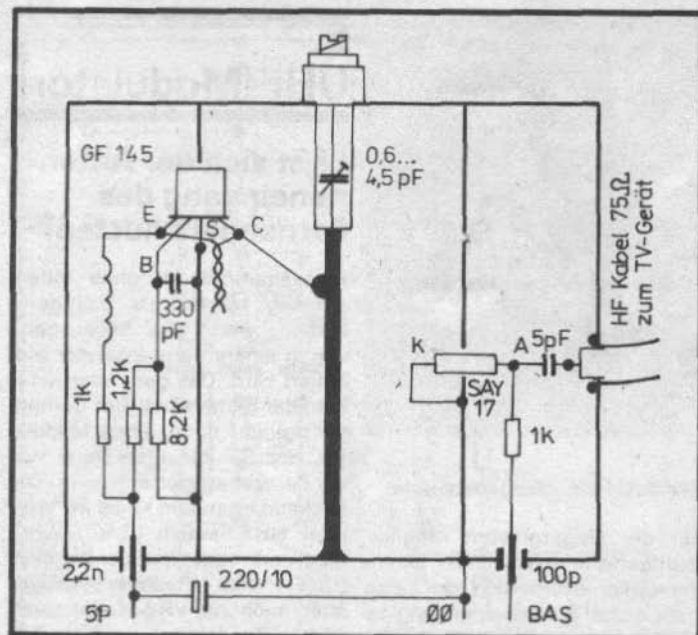 GF 145
E
C
B
330
pF
0,6...
4,5 pF
1K
1,2K
8,2K
K
A
5pF
SAY
17
1K
HF Kabel 75Ω
zum TV-Gerät
2,2n
5P
220/10
ØØ
100p
BAS